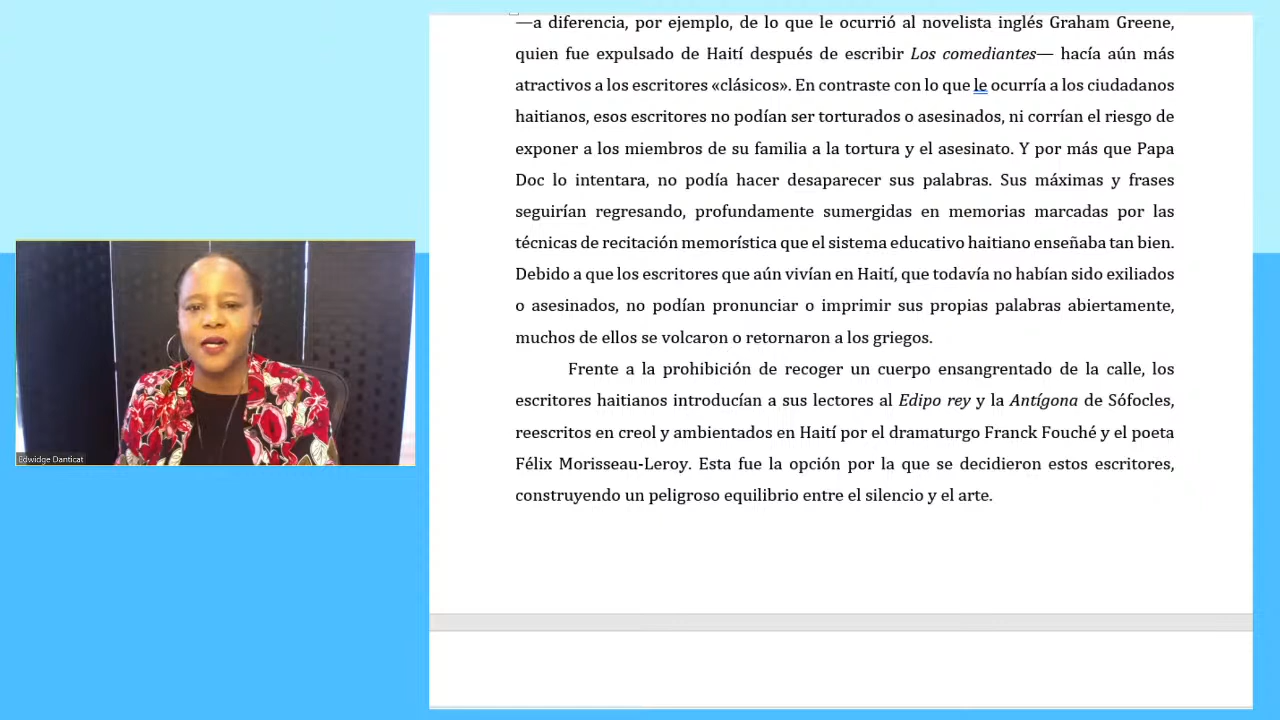 —a diferencia, por ejemplo, de lo que le ocurrió al novelista inglés Graham Greene,
quien fue expulsado de Haití después de escribir Los comediantes— hacía aún más
atractivos a los escritores «clásicos». En contraste con lo que le ocurría a los ciudadanos
haitianos, esos escritores no podían ser torturados o asesinados, ni corrían el riesgo de
exponer a los miembros de su familia a la tortura y el asesinato. Y por más que Papa
Doc lo intentara, no podía hacer desaparecer sus palabras. Sus máximas y frases
seguirían regresando, profundamente sumergidas en memorias marcadas por las
técnicas de recitación memorística que el sistema educativo haitiano enseñaba tan bien.
Debido a que los escritores que aún vivían en Haití, que todavía no habían sido exiliados
o asesinados, no podían pronunciar o imprimir sus propias palabras abiertamente,
muchos de ellos se volcaron o retornaron a los griegos.
Frente a la prohibición de recoger un cuerpo ensangrentado de la calle, los
escritores haitianos introducían a sus lectores al Edipo rey y la Antígona de Sófocles,
reescritos en creol y ambientados en Haití por el dramaturgo Franck Fouché y el poeta
Félix Morisseau-Leroy. Esta fue la opción por la que se decidieron estos escritores,
construyendo un peligroso equilibrio entre el silencio y el arte.
Edwidge Danticat